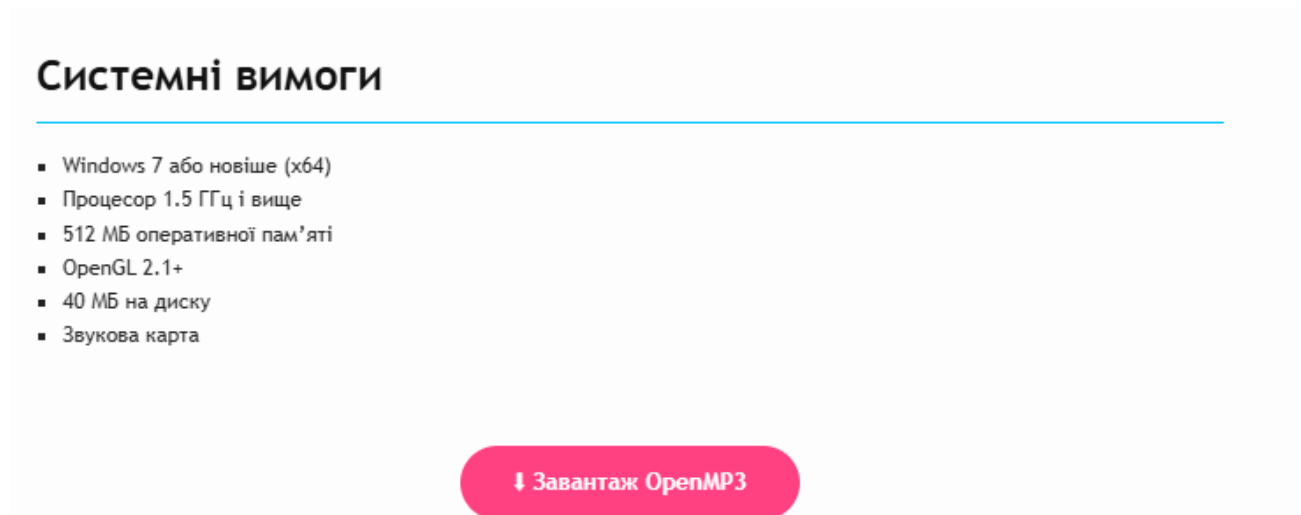 Системні вимоги
▪ Windows 7 або новіше (x64)
▪ Процесор 1.5 ГГц і вище
▪ 512 МБ оперативної пам’яті
▪ OpenGL 2.1+
▪ 40 МБ на диску
▪ Звукова карта
⬇ Завантаж OpenMP3